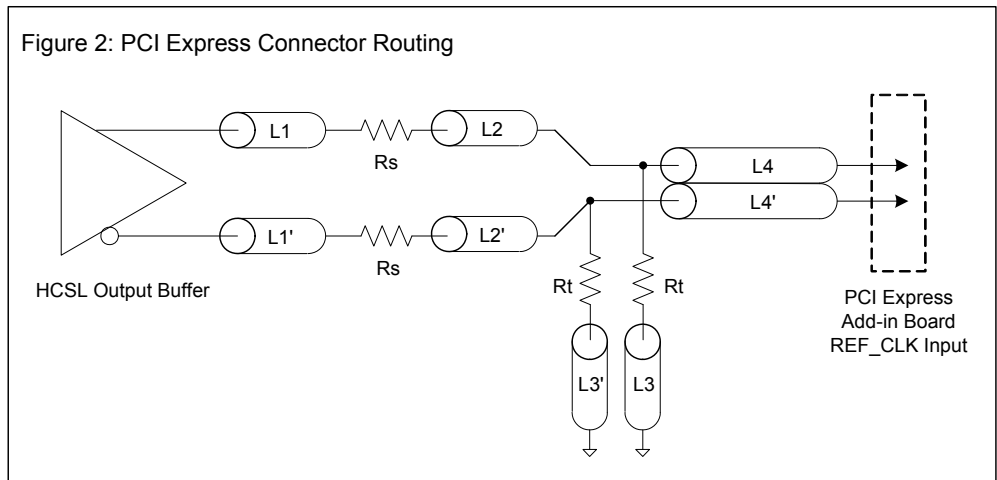 Figure 2: PCI Express Connector Routing
L1
Rs
L2
L4
L4'
L1'
Rs
L2'
HCSL Output Buffer
Rt
Rt
L3'
L3
PCI Express
Add-in Board
REF_CLK Input